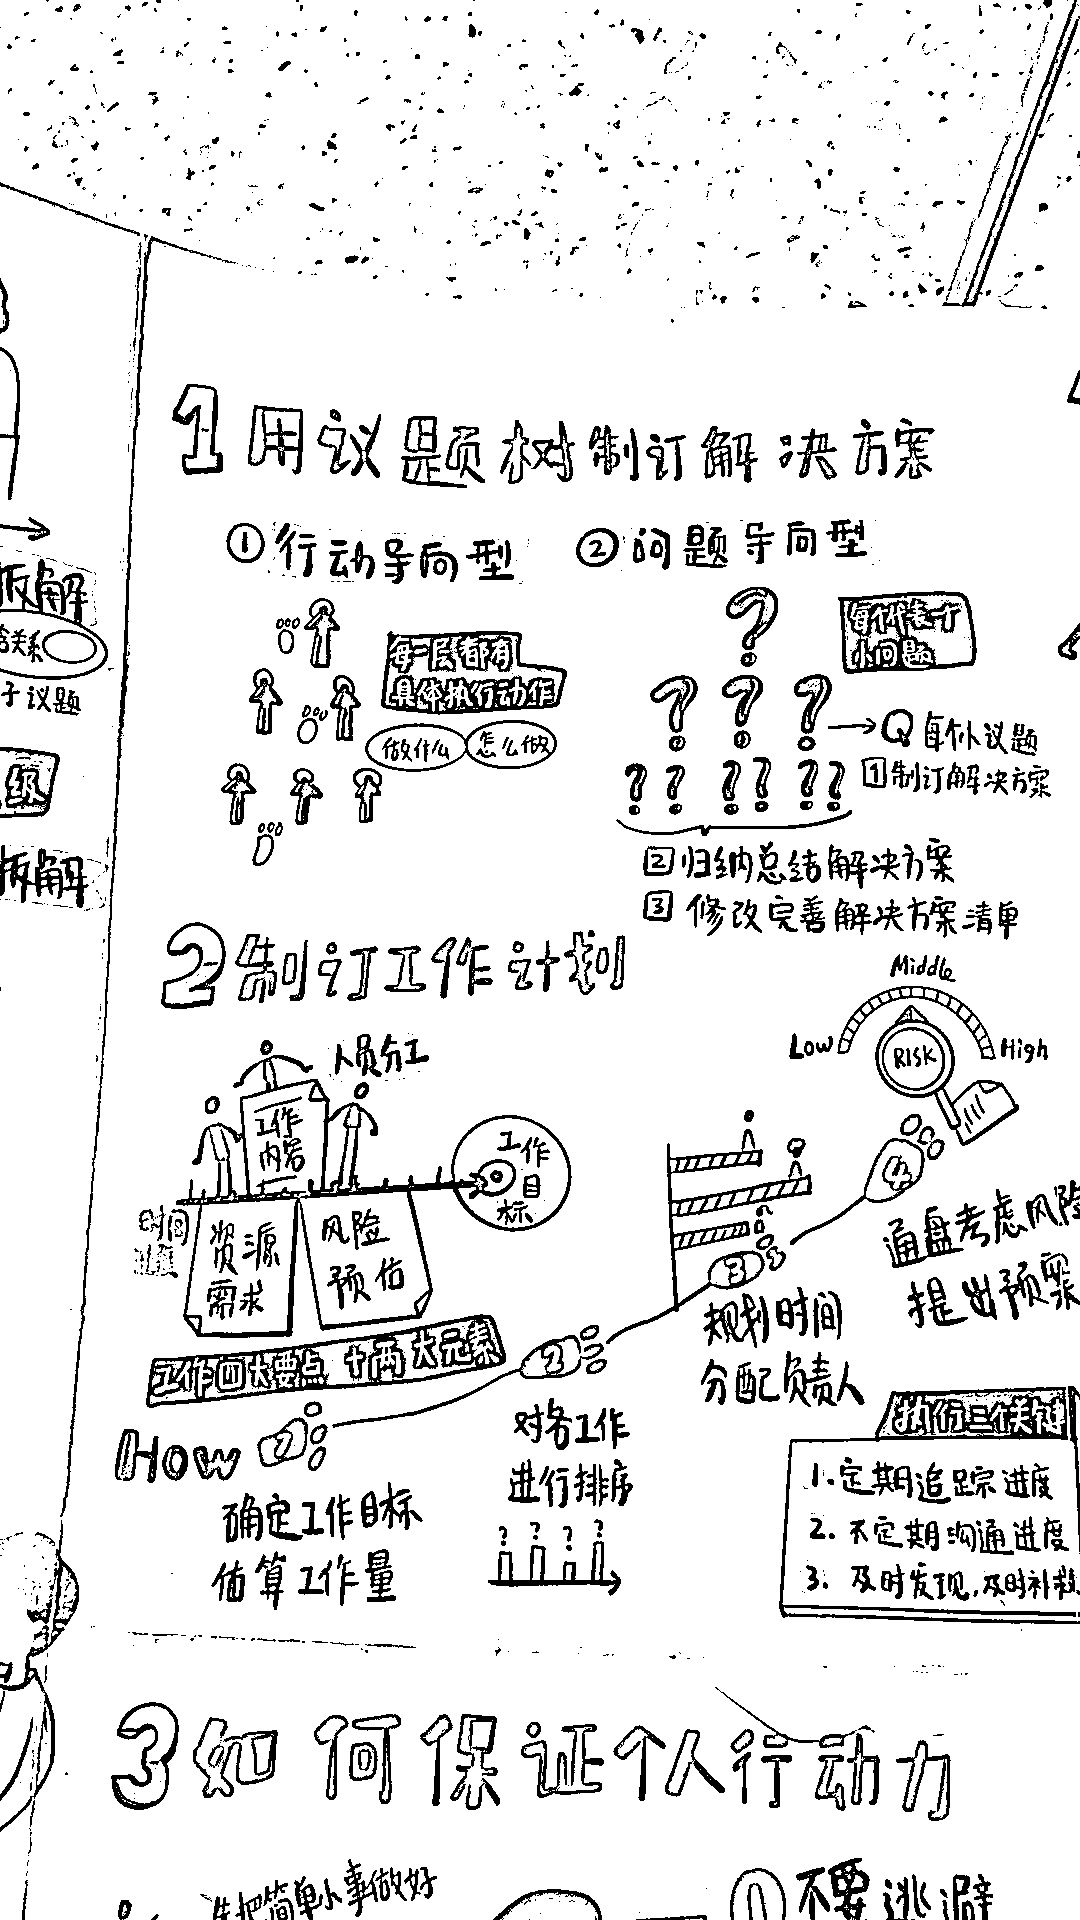 1 用议题树制订解决方案
① 行动导向型
② 问题导向型
每一层都有
具体执行动作
做什么
怎么做
每个代表一个
小问题
? 
? ? ?
? ? ? ? ? ?
→ Q 每个小议题
1 制订解决方案
2 归纳总结解决方案
3 修改完善解决方案清单
拆解
关系
子议题
级
拆解
2 制订工作计划
人员分工
工作
内容
工作
目
标
时间
资源
需求
风险
预估
工作四大要点 + 两大元素
Low
Middle
High
RISK
How
1
确定工作目标
估算工作量
2
对各工作
进行排序
? ? ? ?
3
规划时间
分配负责人
4
通盘考虑风险
提出预案
执行三个关键
1. 定期追踪进度
2. 不定期沟通进度
3. 及时发现,及时补救
3 如何保证个人行动力
先把简单小事做好
不要逃避